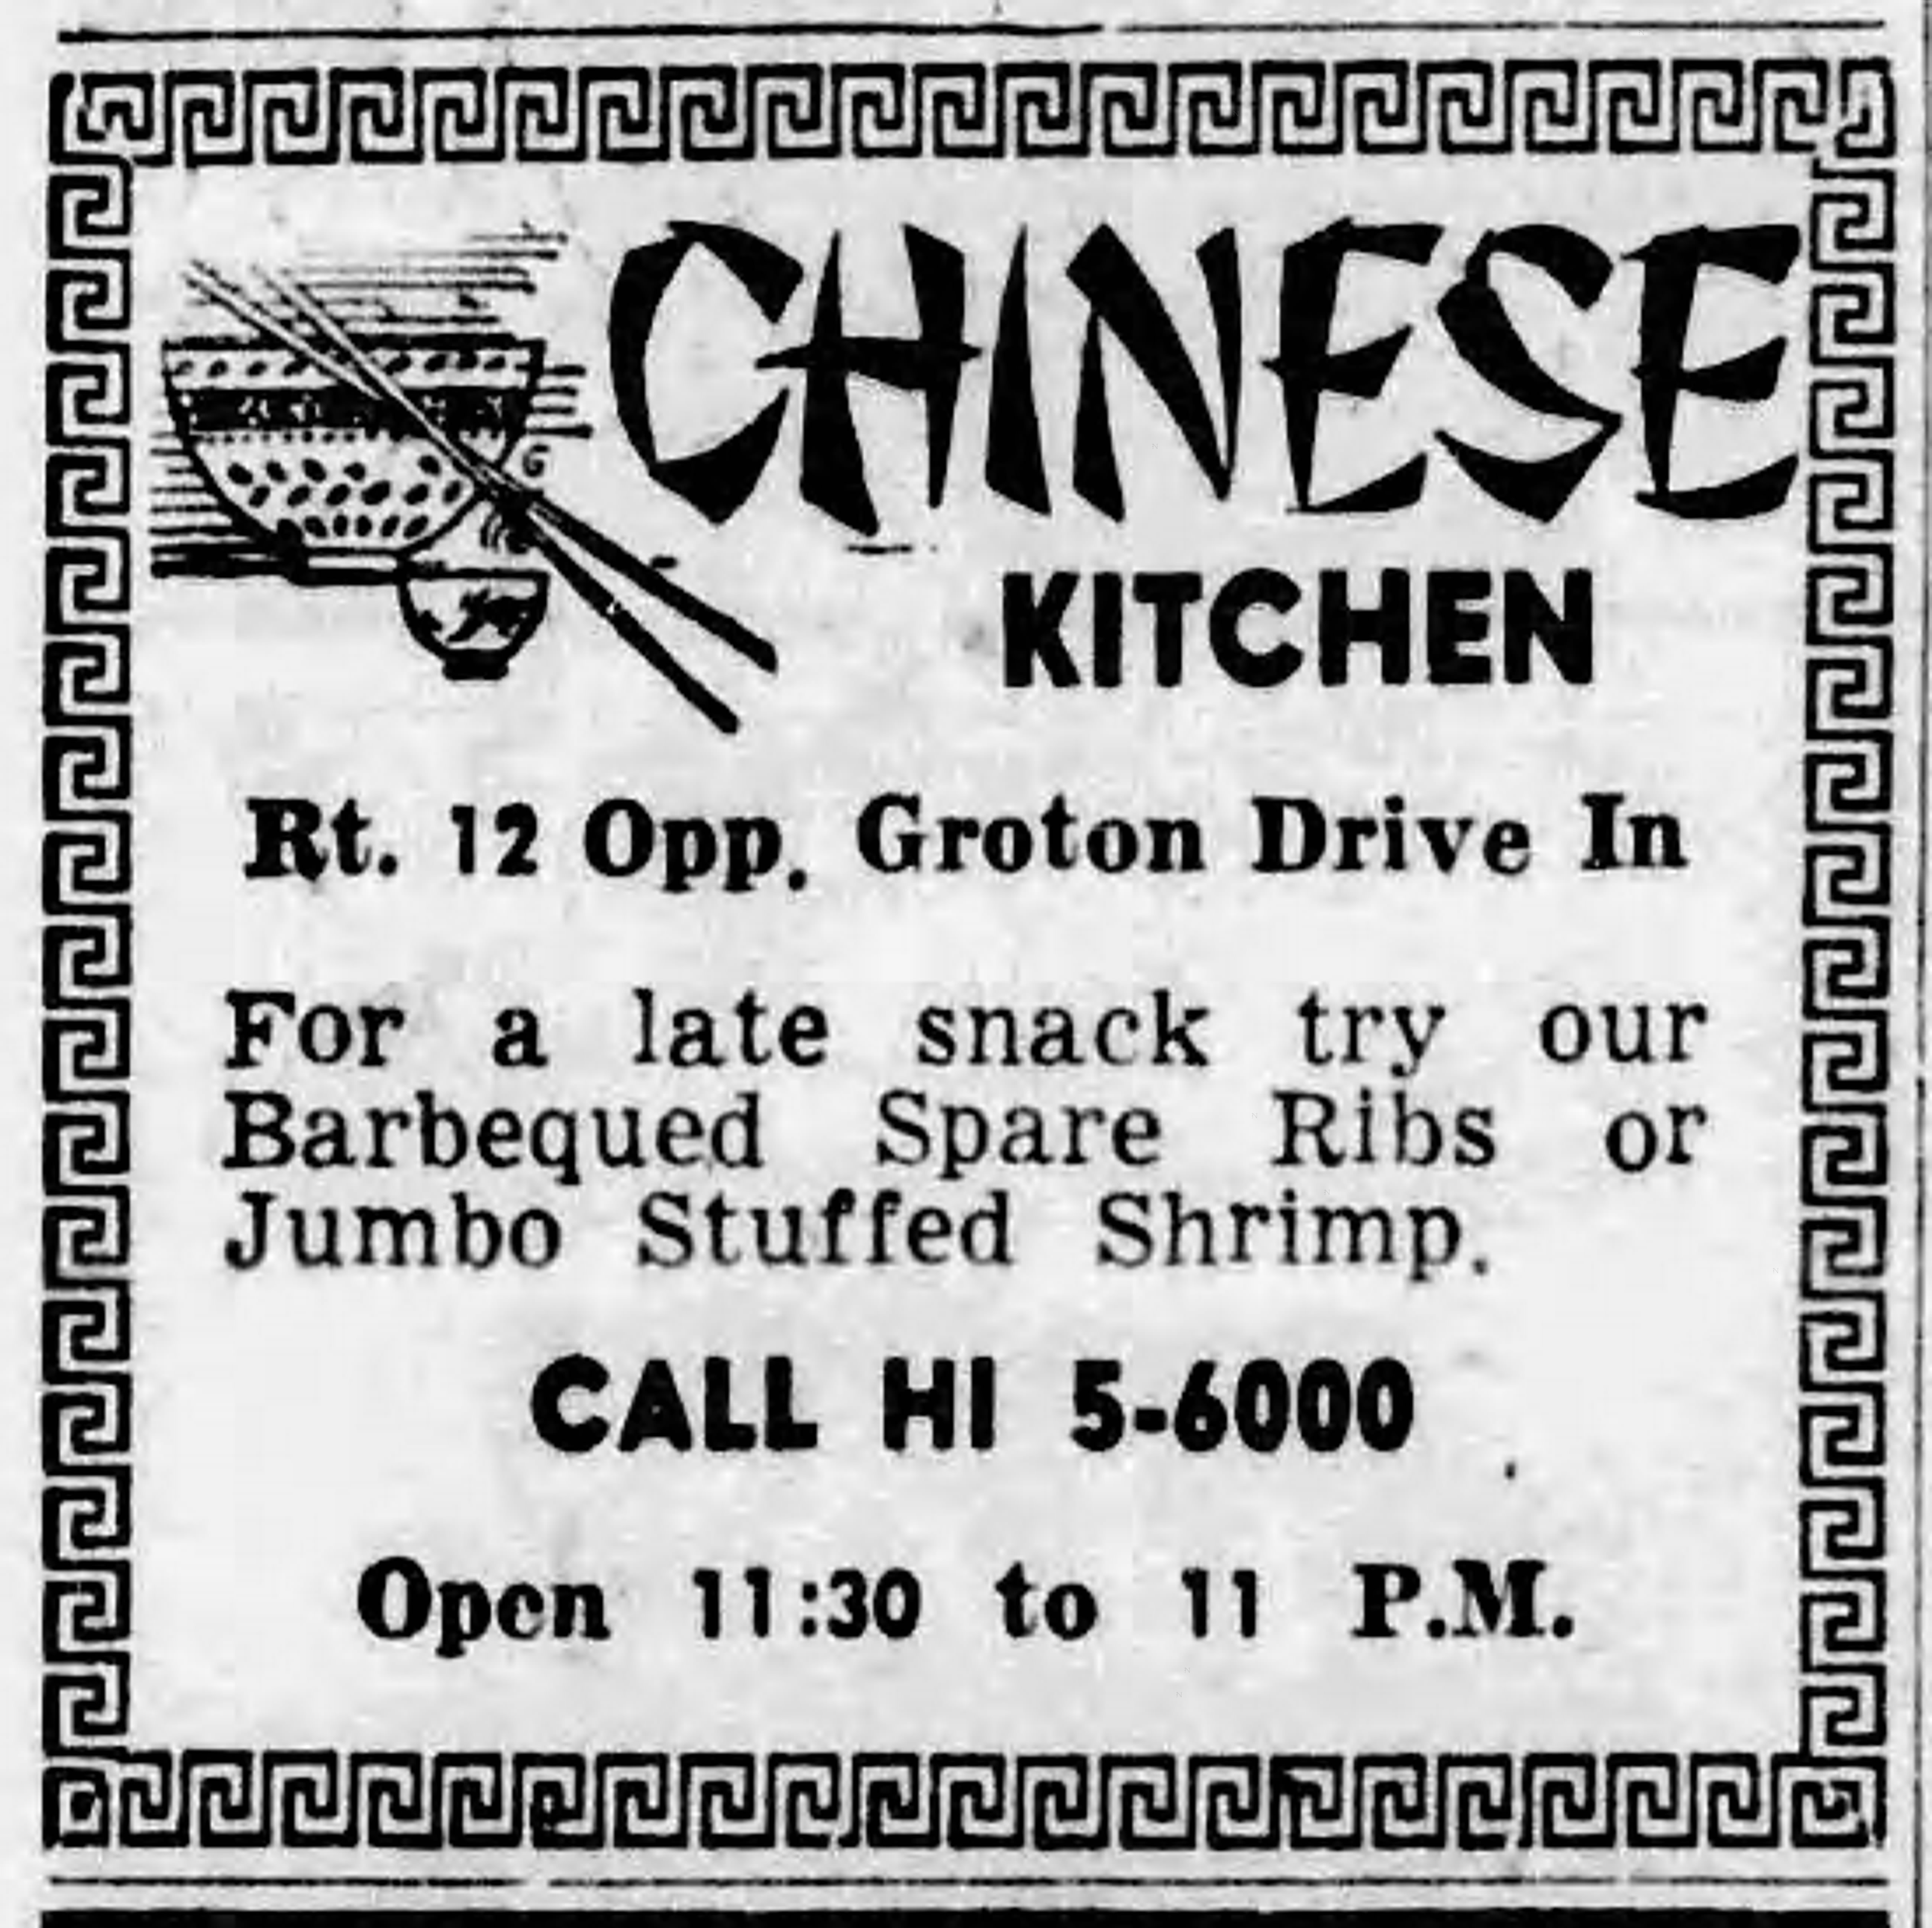 CHINESE
KITCHEN
Rt. 12 Opp. Groton Drive In
For a late snack try our
Barbequed Spare Ribs or
Jumbo Stuffed Shrimp.
CALL HI 5-6000
Open 11:30 to 11 P.M.